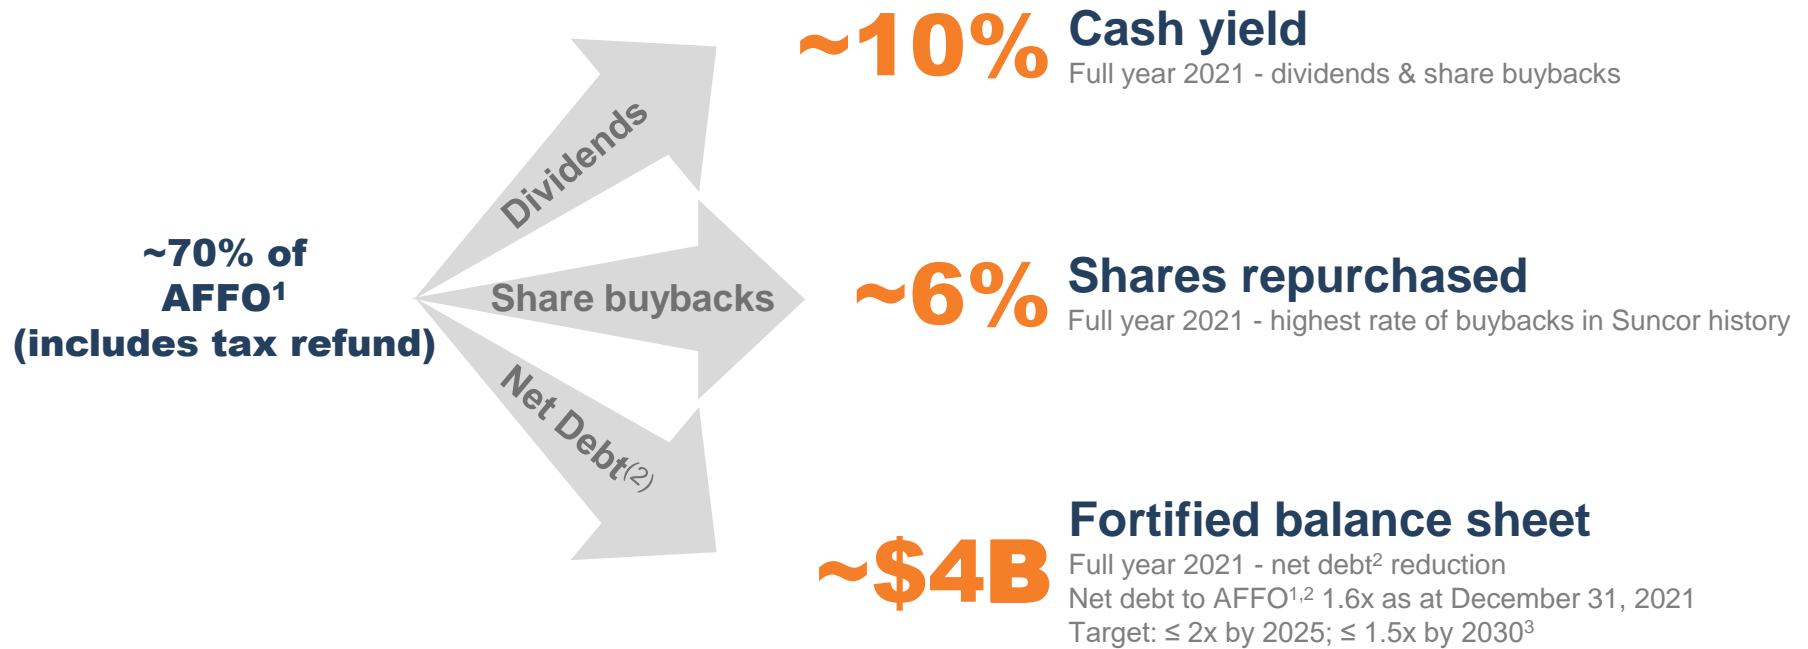 ~70% of
AFFO¹
(includes tax refund)
Dividends
Share buybacks
Net Debt⁽²⁾
~10%
Cash yield
Full year 2021 - dividends & share buybacks
~6%
Shares repurchased
Full year 2021 - highest rate of buybacks in Suncor history
~$4B
Fortified balance sheet
Full year 2021 - net debt² reduction
Net debt to AFFO¹,² 1.6x as at December 31, 2021
Target: ≤ 2x by 2025; ≤ 1.5x by 2030³